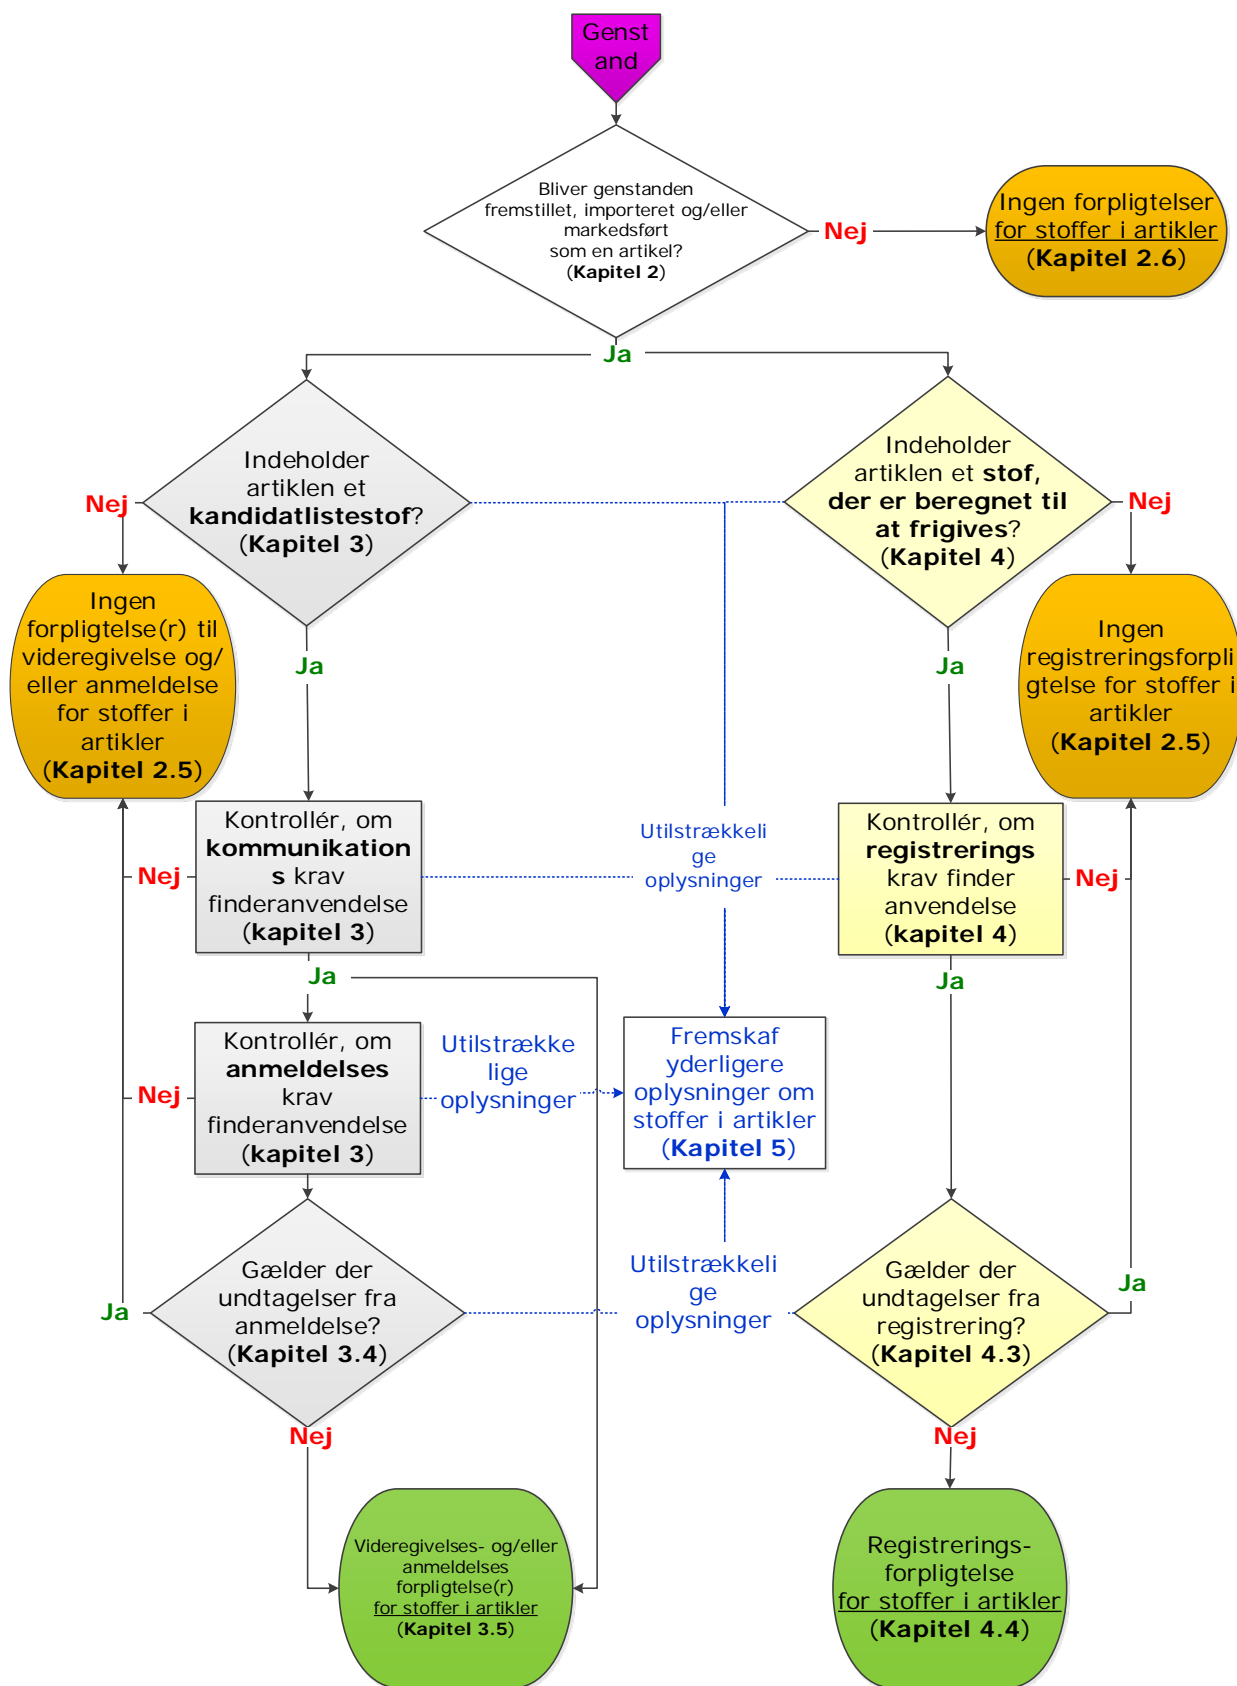 Genst
and
Bliver genstanden
fremstillet, importeret og/eller
markedsført
som en artikel?
(Kapitel 2)
Nej
Ingen forpligtelser
for stoffer i artikler
(Kapitel 2.6)
Ja
Indeholder
artiklen et
kandidatlistestof?
(Kapitel 3)
Nej
Indeholder
artiklen et stof,
der er beregnet til
at frigives?
(Kapitel 4)
Nej
Ingen
forpligtelse(r) til
videregivelse og/
eller anmeldelse
for stoffer i
artikler
(Kapitel 2.5)
Ja
Ja
Ingen
registreringsforpli
gtelse for stoffer i
artikler
(Kapitel 2.5)
Kontrollér, om
kommunikation
s krav
finderanvendelse
(kapitel 3)
Nej
Utilstrækkeli
ge
oplysninger
Kontrollér, om
registrerings
krav finder
anvendelse
(kapitel 4)
Nej
Ja
Ja
Kontrollér, om
anmeldelses
krav
finderanvendelse
(kapitel 3)
Nej
Utilstrække
lige
oplysninger
Fremskaf
yderligere
oplysninger om
stoffer i artikler
(Kapitel 5)
Gælder der
undtagelser fra
anmeldelse?
(Kapitel 3.4)
Ja
Utilstrækkeli
ge
oplysninger
Gælder der
undtagelser fra
registrering?
(Kapitel 4.3)
Ja
Nej
Nej
Videregivelses- og/eller
anmeldelses
forpligtelse(r)
for stoffer i artikler
(Kapitel 3.5)
Registrerings-
forpligtelse
for stoffer i artikler
(Kapitel 4.4)